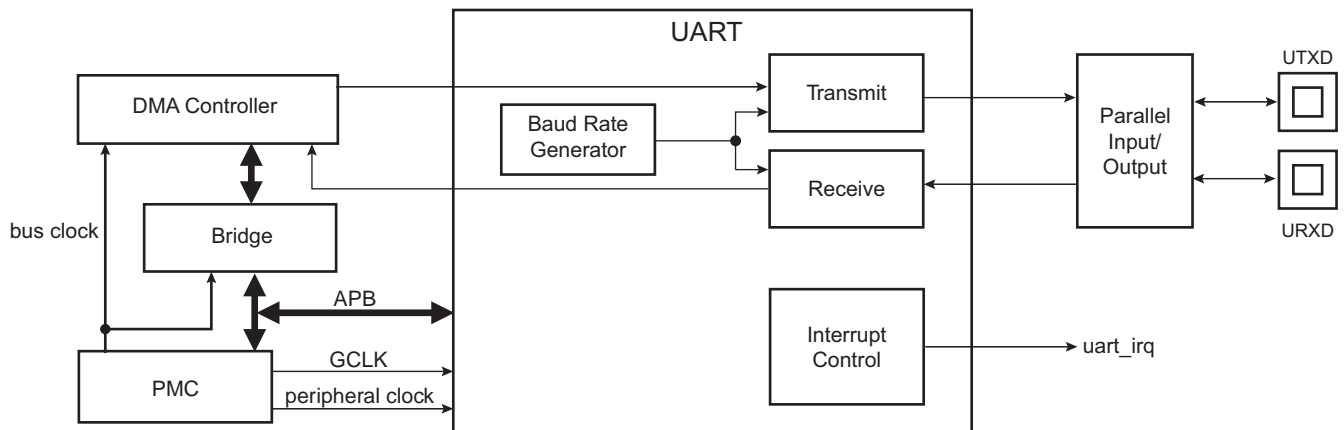 UART
DMA Controller
Transmit
Baud Rate
Generator
Receive
Parallel
Input/
Output
UTXD
URXD
bus clock
Bridge
APB
PMC
GCLK
peripheral clock
Interrupt
Control
uart_irq